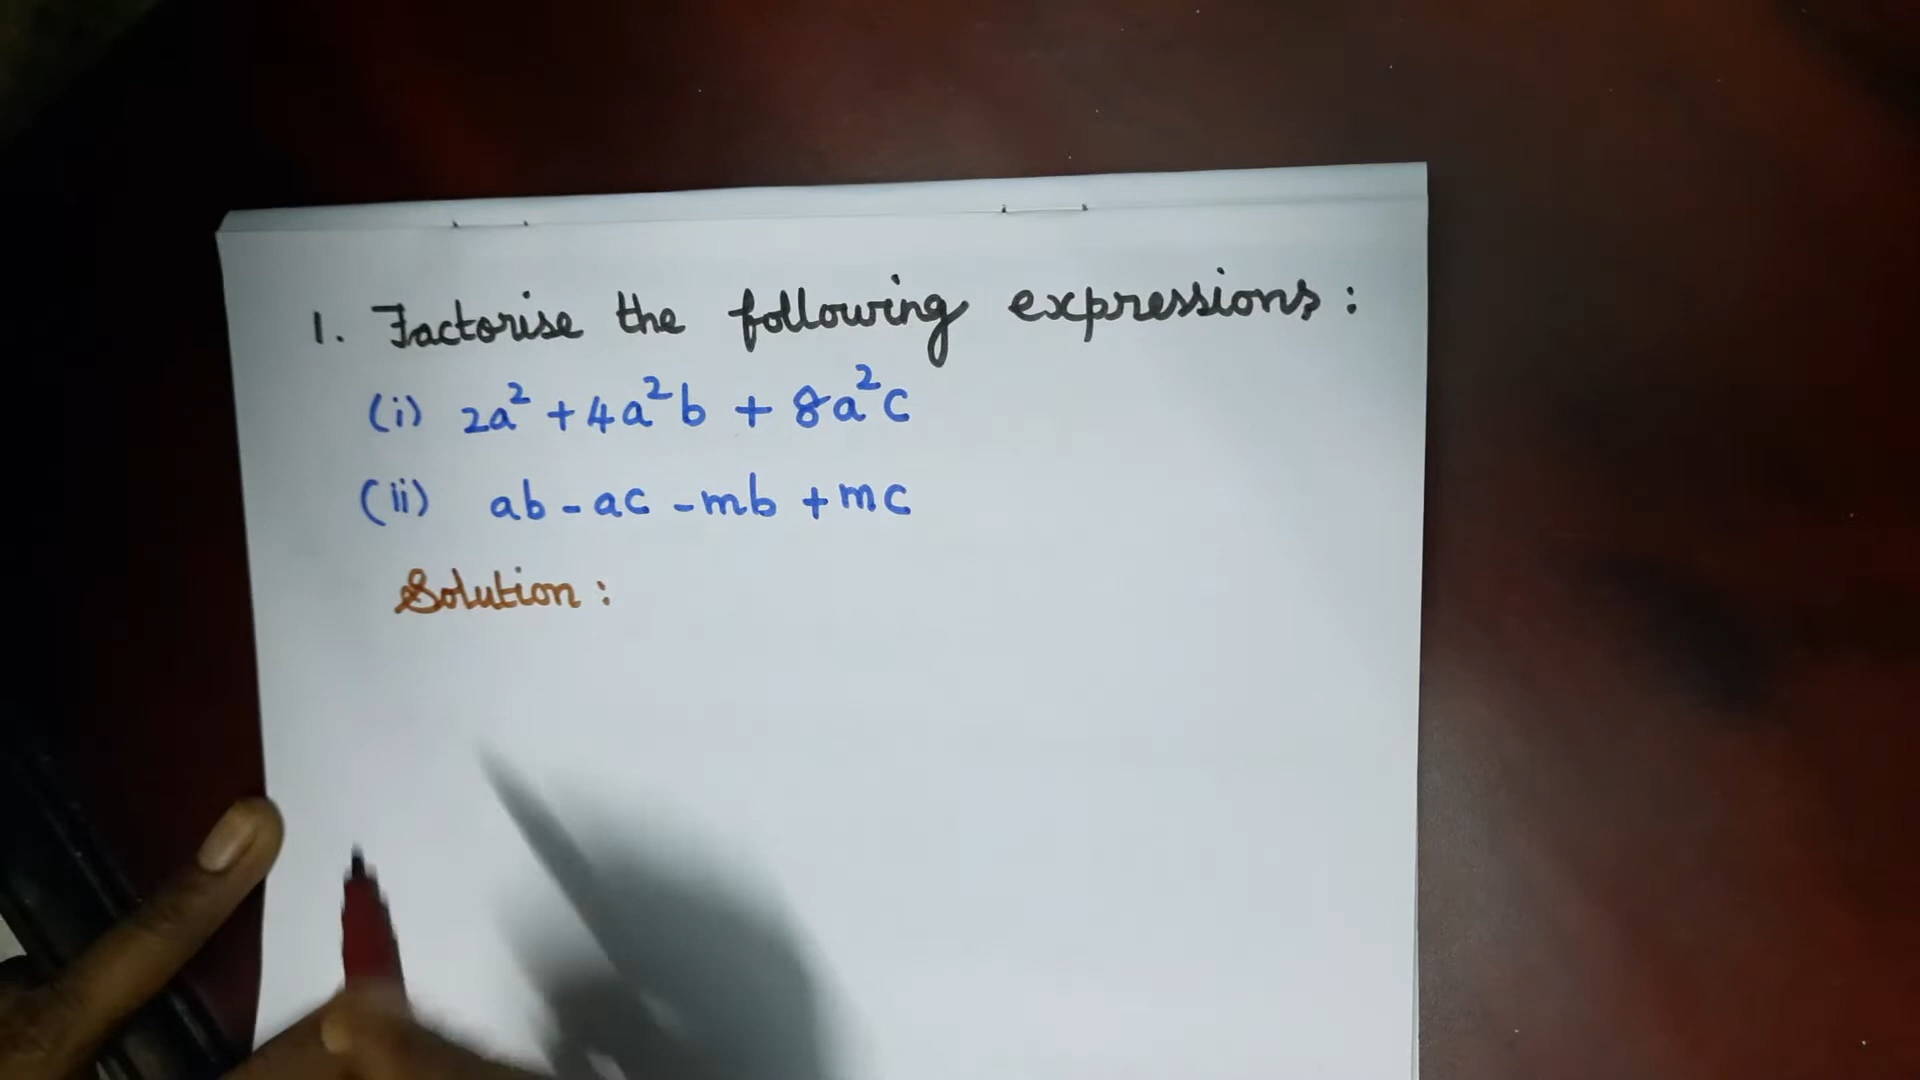 1. Factorise the following expressions:
(i) 2a² + 4a²b + 8a²c
(ii) ab - ac - mb + mc
Solution: